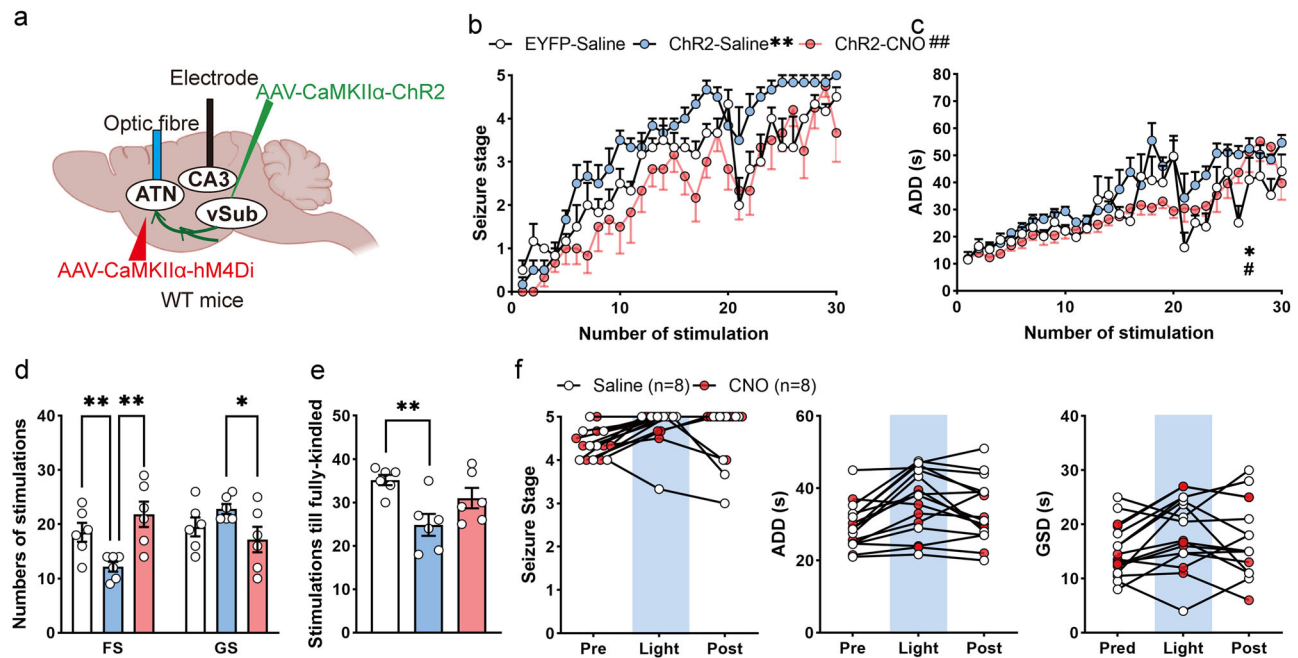 a
Electrode
AAV-CaMKIIα-ChR2
Optic fibre
CA3
ATN
vSub
AAV-CaMKIIα-hM4Di
WT mice
b
c
EYFP-Saline
ChR2-Saline**
ChR2-CNO ##
Seizure stage
5
4
3
2
1
0
0
10
20
30
Number of stimulation
ADD (s)
80
70
60
50
40
30
20
10
0
*
#
0
10
20
30
Number of stimulation
d
Numbers of stimulations
40
30
20
10
0
**
**
*
FS
GS
e
Stimulations till fully-kindled
50
40
30
20
10
0
**
f
Saline (n=8)
CNO (n=8)
Seizure Stage
5
4
3
2
1
0
Pre
Light
Post
ADD (s)
60
40
20
0
Pre
Light
Post
GSD (s)
40
30
20
10
0
Pred
Light
Post